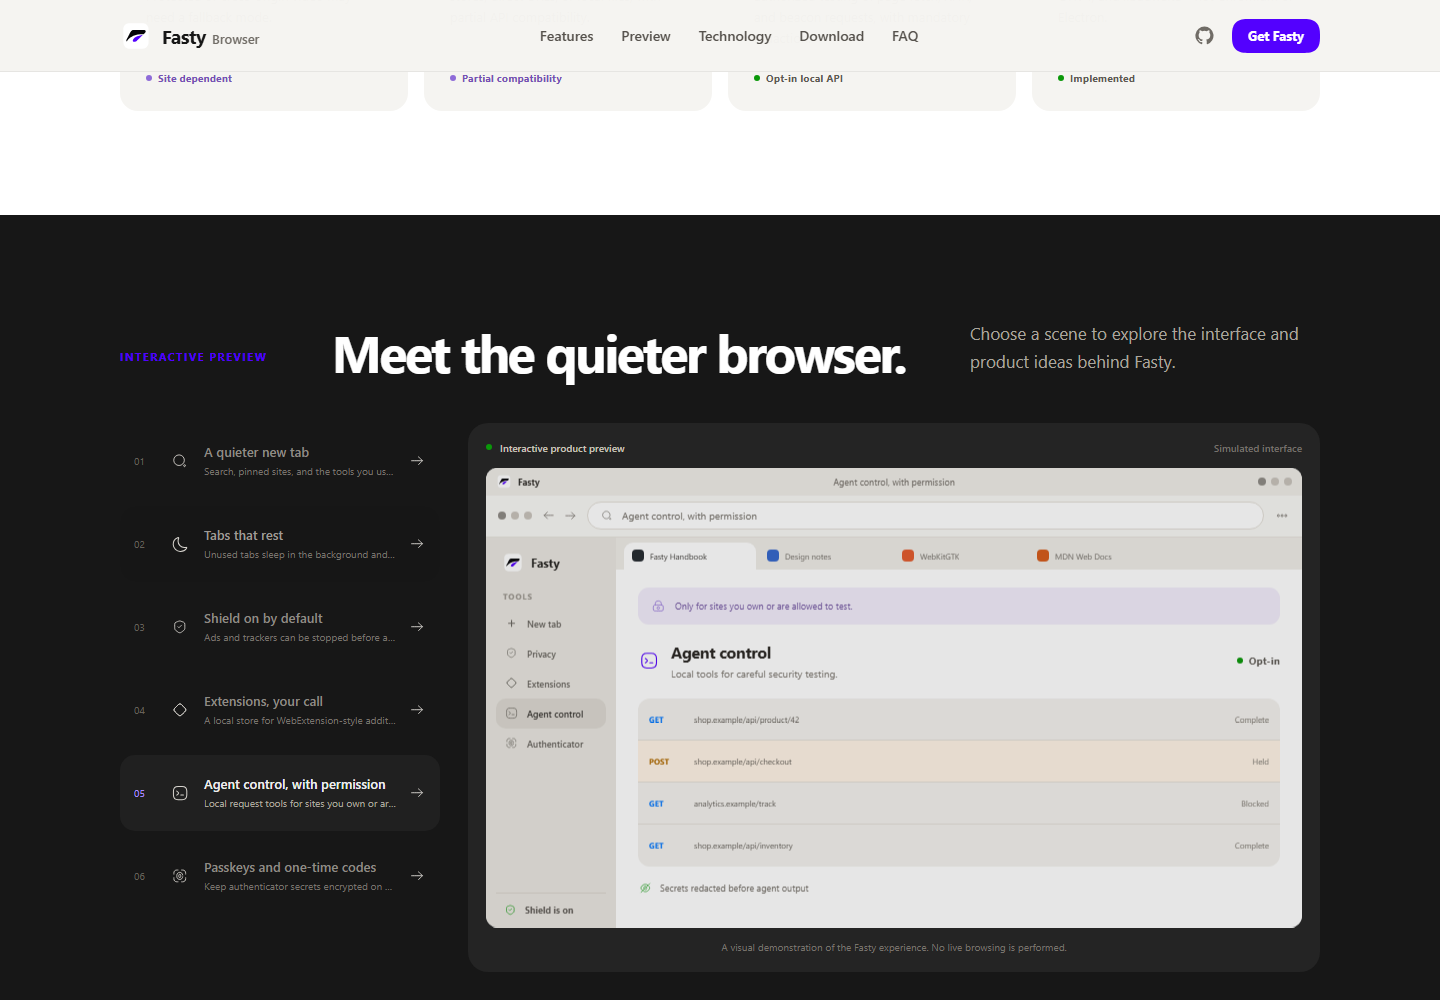 Fasty Browser
Features
Preview
Technology
Download
FAQ
Get Fasty
Site dependent
Partial compatibility
Opt-in local API
Implemented
INTERACTIVE PREVIEW
Meet the quieter browser.
Choose a scene to explore the interface and
product ideas behind Fasty.
01
A quieter new tab
Search, pinned sites, and the tools you us...
02
Tabs that rest
Unused tabs sleep in the background and...
03
Shield on by default
Ads and trackers can be stopped before a...
04
Extensions, your call
A local store for WebExtension-style addit...
05
Agent control, with permission
Local request tools for sites you own or ar...
06
Passkeys and one-time codes
Keep authenticator secrets encrypted on ...
Interactive product preview
Simulated interface
Fasty
Agent control, with permission
Agent control, with permission
Fasty
TOOLS
New tab
Privacy
Extensions
Agent control
Authenticator
Shield is on
Fasty Handbook
Design notes
WebKitGTK
MDN Web Docs
Only for sites you own or are allowed to test.
Agent control
Local tools for careful security testing.
Opt-in
GET shop.example/api/product/42 Complete
POST shop.example/api/checkout Held
GET analytics.example/track Blocked
GET shop.example/api/inventory Complete
Secrets redacted before agent output
A visual demonstration of the Fasty experience. No live browsing is performed.